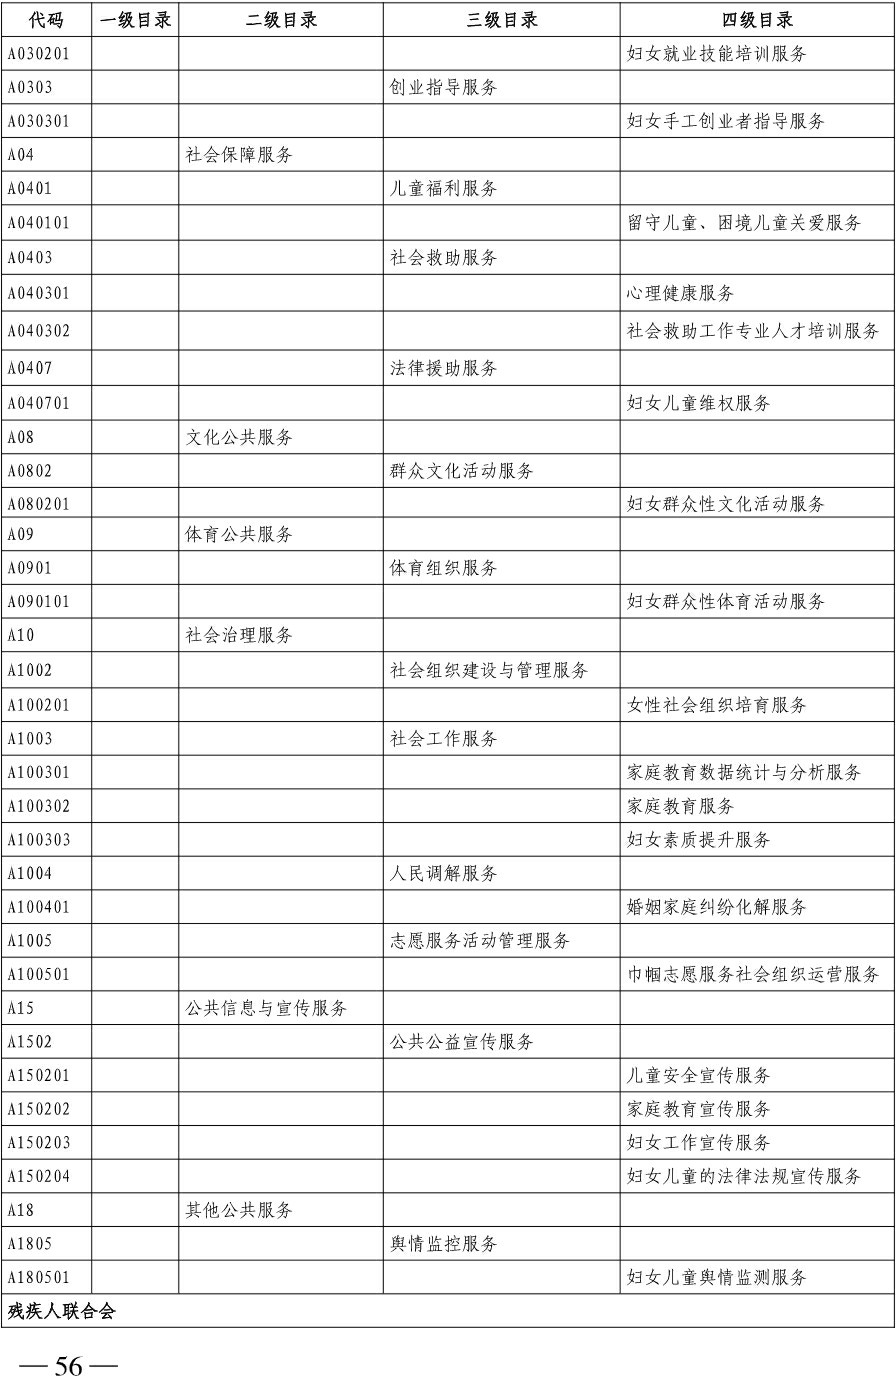 代码 一级目录 二级目录 三级目录 四级目录
A030201 妇女就业技能培训服务
A0303 创业指导服务
A030301 妇女手工创业者指导服务
A04 社会保障服务
A0401 儿童福利服务
A040101 留守儿童、困境儿童关爱服务
A0403 社会救助服务
A040301 心理健康服务
A040302 社会救助工作专业人才培训服务
A0407 法律援助服务
A040701 妇女儿童维权服务
A08 文化公共服务
A0802 群众文化活动服务
A080201 妇女群众性文化活动服务
A09 体育公共服务
A0901 体育组织服务
A090101 妇女群众性体育活动服务
A10 社会治理服务
A1002 社会组织建设与管理服务
A100201 女性社会组织培育服务
A1003 社会工作服务
A100301 家庭教育数据统计与分析服务
A100302 家庭教育服务
A100303 妇女素质提升服务
A1004 人民调解服务
A100401 婚姻家庭纠纷化解服务
A1005 志愿服务活动管理服务
A100501 巾帼志愿服务社会组织运营服务
A15 公共信息与宣传服务
A1502 公共公益宣传服务
A150201 儿童安全宣传服务
A150202 家庭教育宣传服务
A150203 妇女工作宣传服务
A150204 妇女儿童的法律法规宣传服务
A18 其他公共服务
A1805 舆情监控服务
A180501 妇女儿童舆情监测服务
残疾人联合会
— 56 —